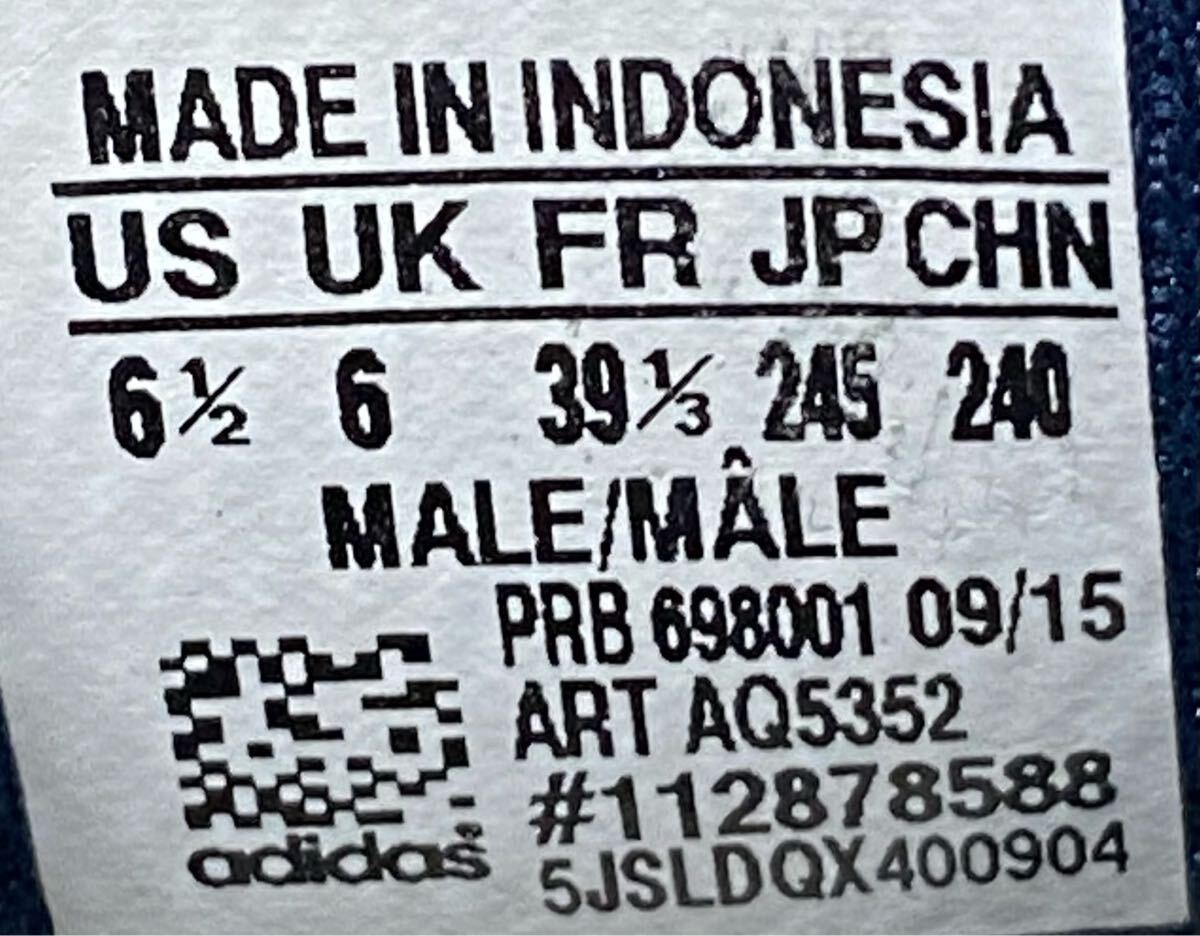 MADE IN INDONESIA
US UK FR JP CHN
6½ 6 39⅓ 245 240
MALE/MÂLE
PRB 698001 09/15
ART AQ5352
#112878588
5JSLDQX400904
adidas